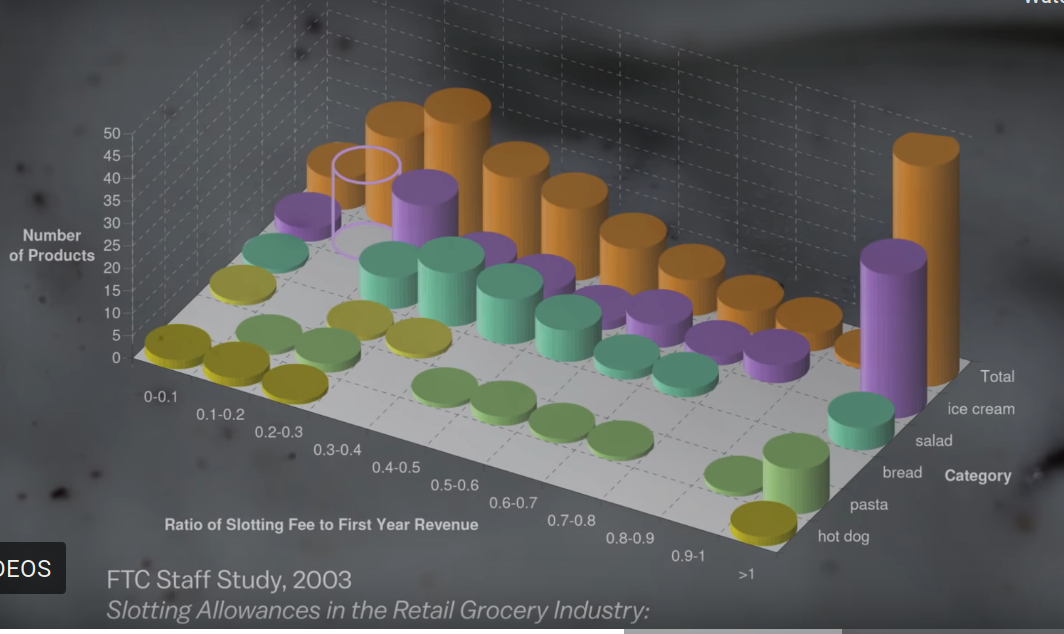 50
45
40
35
30
25
20
15
10
5
0
Number
of Products
0-0.1
0.1-0.2
0.2-0.3
0.3-0.4
0.4-0.5
0.5-0.6
0.6-0.7
0.7-0.8
0.8-0.9
0.9-1
>1
Ratio of Slotting Fee to First Year Revenue
Total
ice cream
salad
bread
Category
pasta
hot dog
DEOS
FTC Staff Study, 2003
Slotting Allowances in the Retail Grocery Industry: